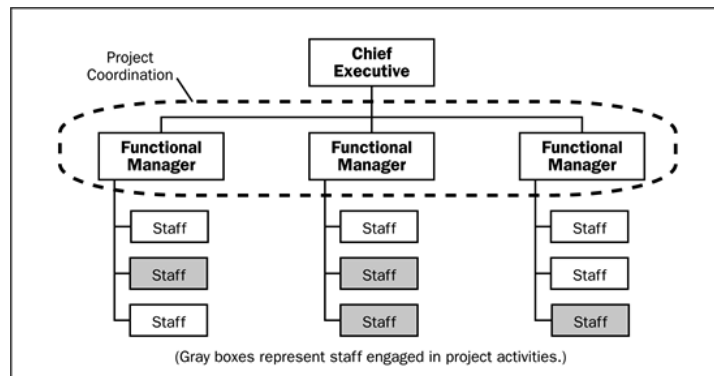 Project
Coordination
Chief
Executive
Functional
Manager
Functional
Manager
Functional
Manager
Staff
Staff
Staff
Staff
Staff
Staff
Staff
Staff
Staff
(Gray boxes represent staff engaged in project activities.)